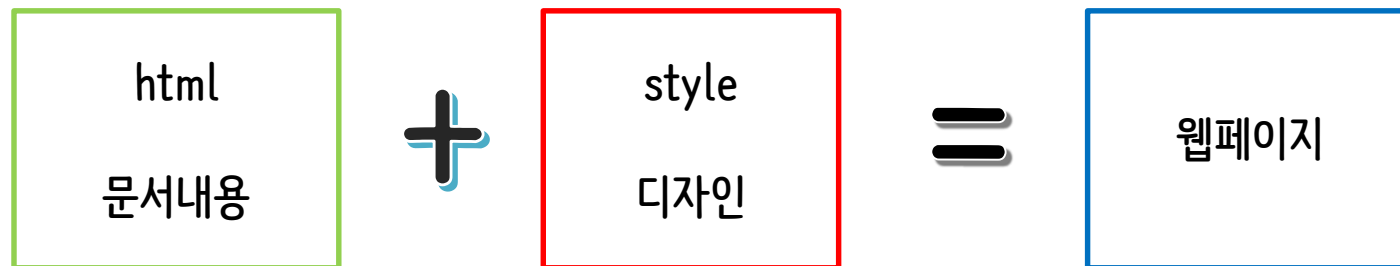 html
문서내용
+
style
디자인
=
웹페이지